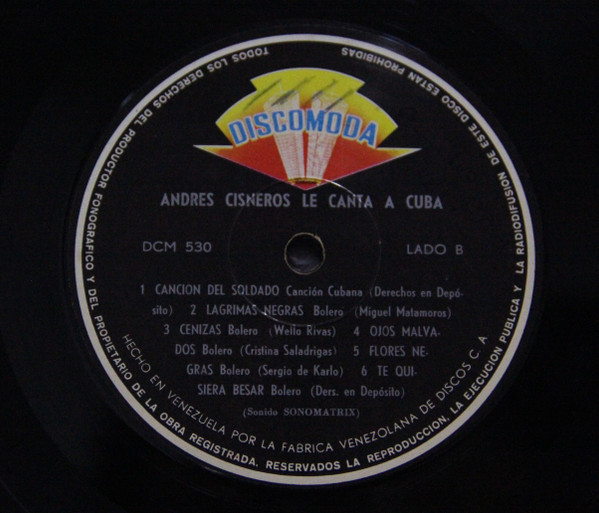 DISCOMODA
ANDRES CISNEROS LE CANTA A CUBA
DCM 530
LADO B
1 CANCION DEL SOLDADO Canción Cubana (Derechos en Depó-
sito) 2 LAGRIMAS NEGRAS Bolero (Miguel Matamoros)
3 CENIZAS Bolero (Wello Rivas) 4 OJOS MALVA-
DOS Bolero (Cristina Saladrigas) 5 FLORES NE-
GRAS Bolero (Sergio de Karlo) 6 TE QUI-
SIERA BESAR Bolero (Ders. en Depósito)
(Sonido SONOMATRIX)
HECHO EN VENEZUELA POR LA FABRICA VENEZOLANA DE DISCOS C. A
TODOS LOS DERECHOS DEL PRODUCTOR FONOGRAFICO Y DEL PROPIETARIO DE LA OBRA REGISTRADA. RESERVADOS LA REPRODUCCION, LA EJECUCION PUBLICA Y LA RADIODIFUSION DE ESTE DISCO ESTAN PROHIBIDAS